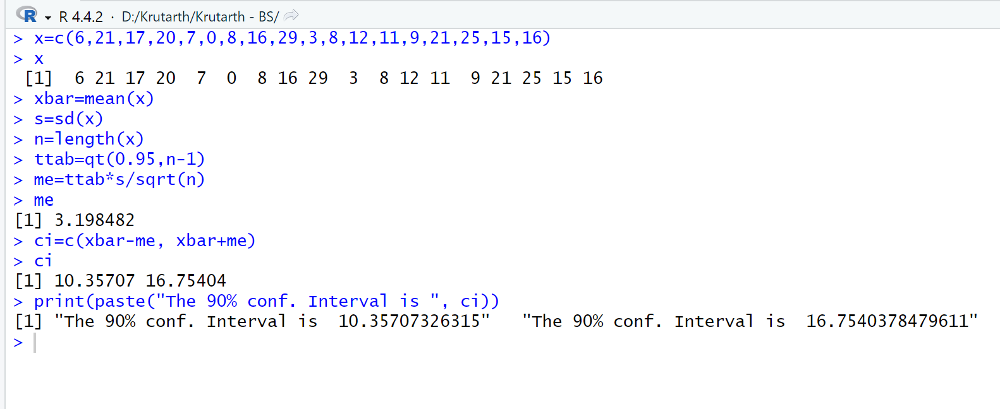 R R 4.4.2 · D:/Krutarth/Krutarth - BS/
> x=c(6,21,17,20,7,0,8,16,29,3,8,12,11,9,21,25,15,16)
> x
 [1]  6 21 17 20  7  0  8 16 29  3  8 12 11  9 21 25 15 16
> xbar=mean(x)
> s=sd(x)
> n=length(x)
> ttab=qt(0.95,n-1)
> me=ttab*s/sqrt(n)
> me
[1] 3.198482
> ci=c(xbar-me, xbar+me)
> ci
[1] 10.35707 16.75404
> print(paste("The 90% conf. Interval is ", ci))
[1] "The 90% conf. Interval is  10.35707326315"   "The 90% conf. Interval is  16.7540378479611"
>